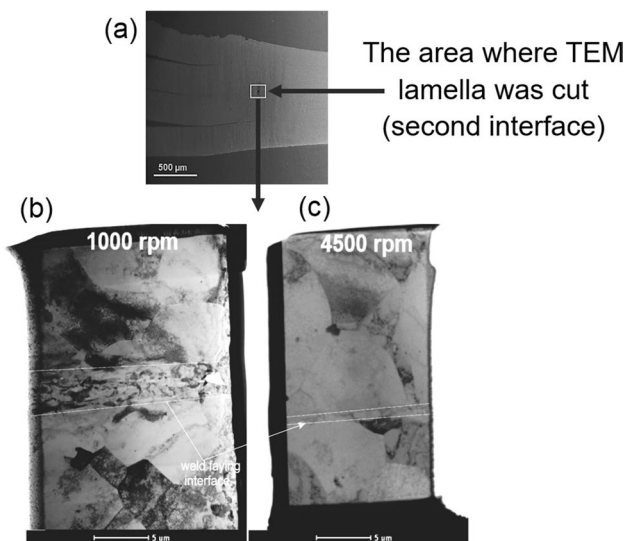 (a)
The area where TEM
lamella was cut
(second interface)
500 µm
(b)
1000 rpm
(c)
4500 rpm
weld faying
interface
5 µm
5 µm